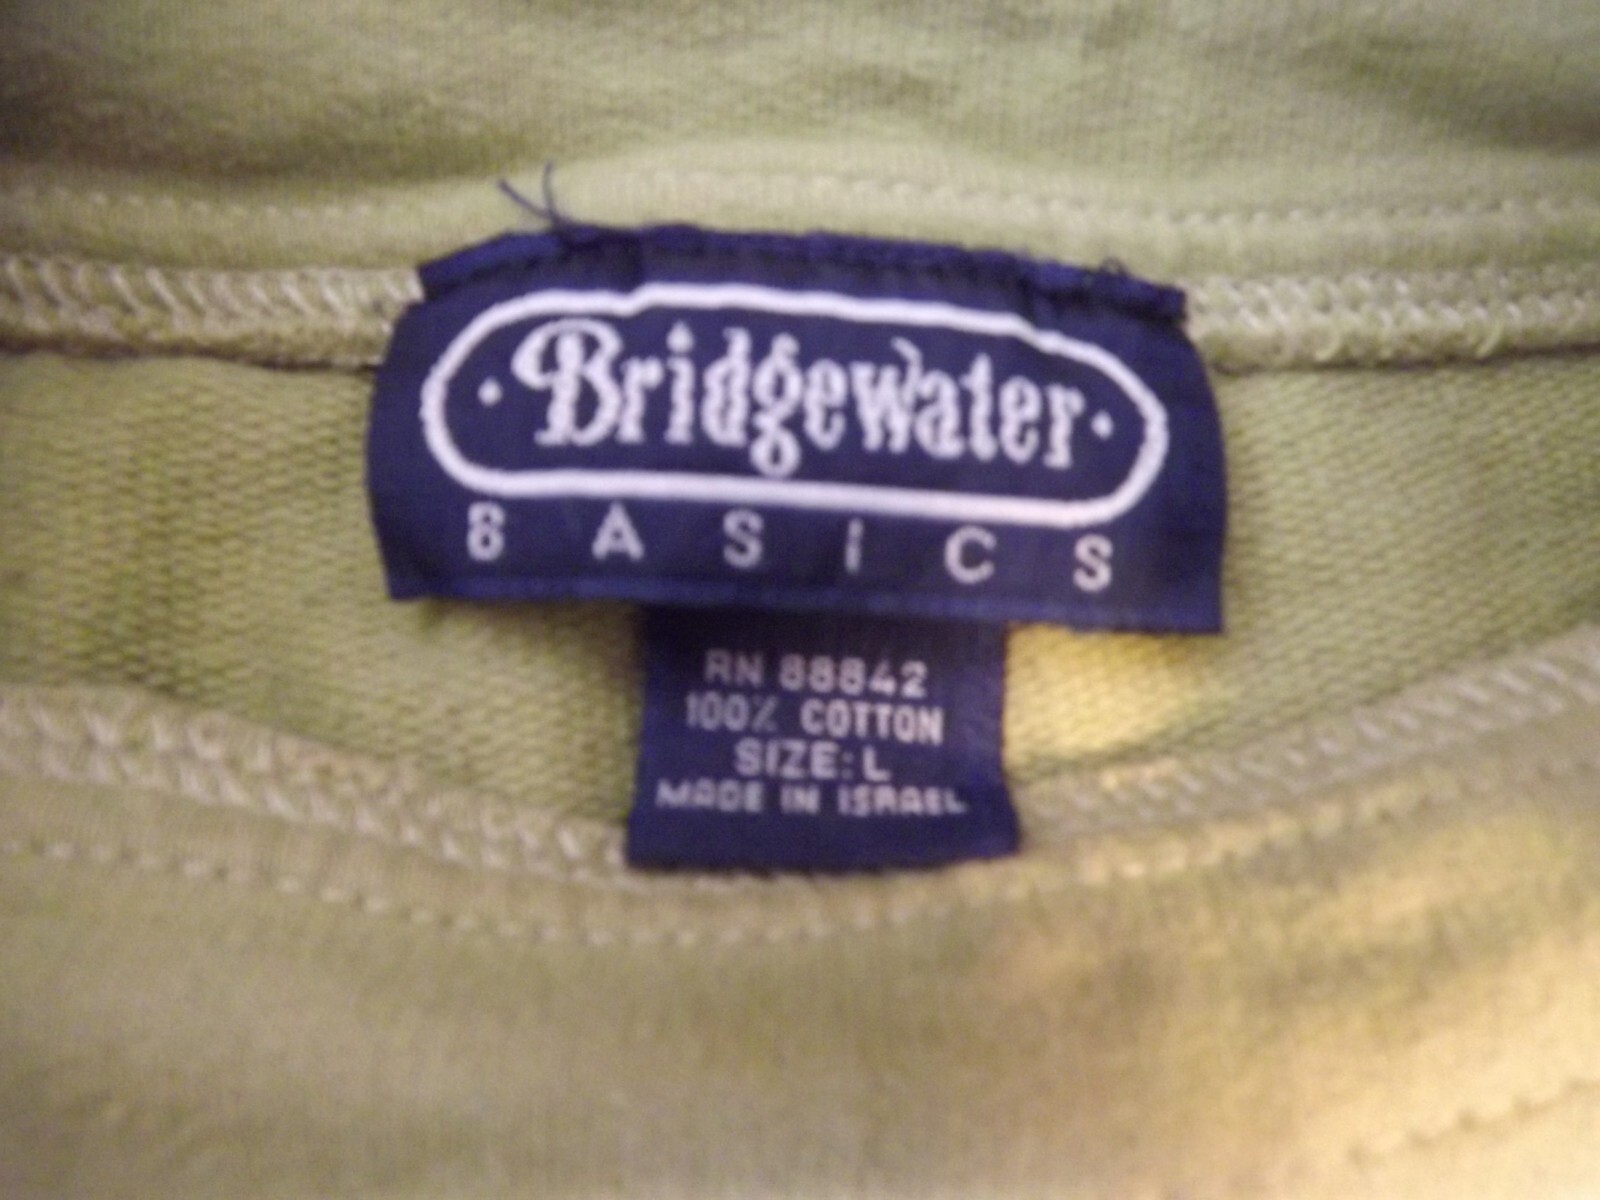 · Bridgewater ·
BASICS
RN 88842
100% COTTON
SIZE: L
MADE IN ISRAEL